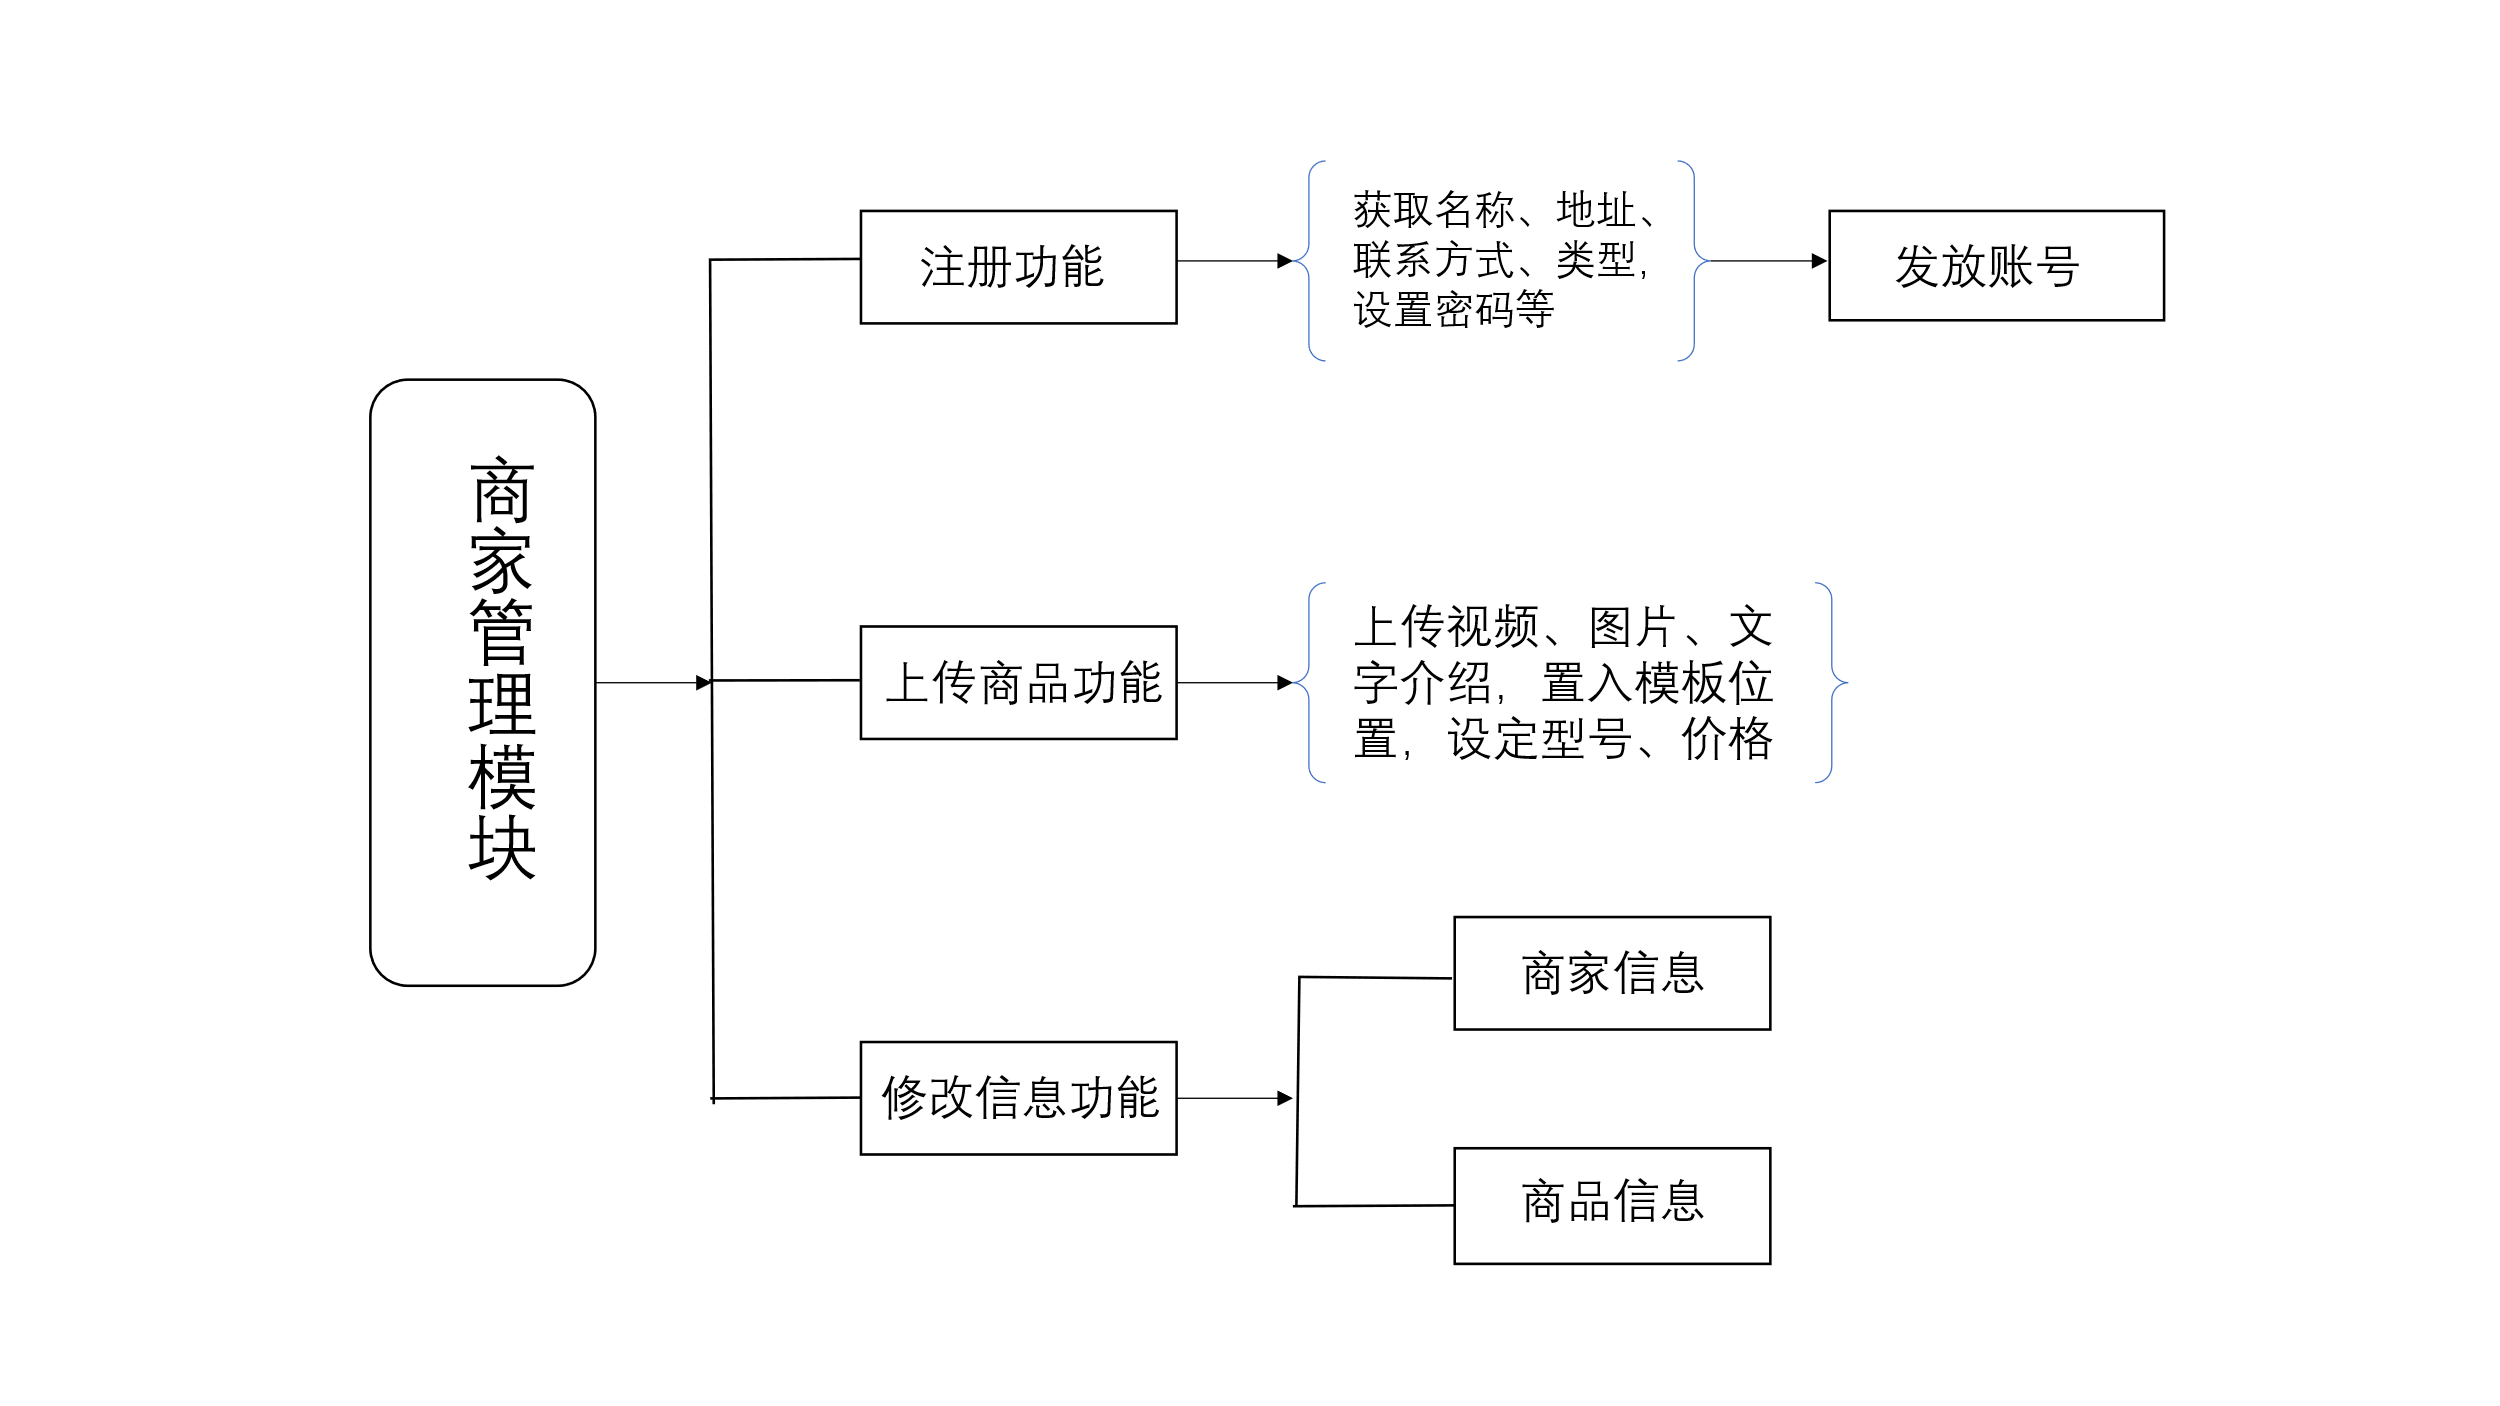 商家管理模块
注册功能
获取名称、地址、
联系方式、类型,
设置密码等
发放账号
上传商品功能
上传视频、图片、文
字介绍,置入模板位
置,设定型号、价格
修改信息功能
商家信息
商品信息